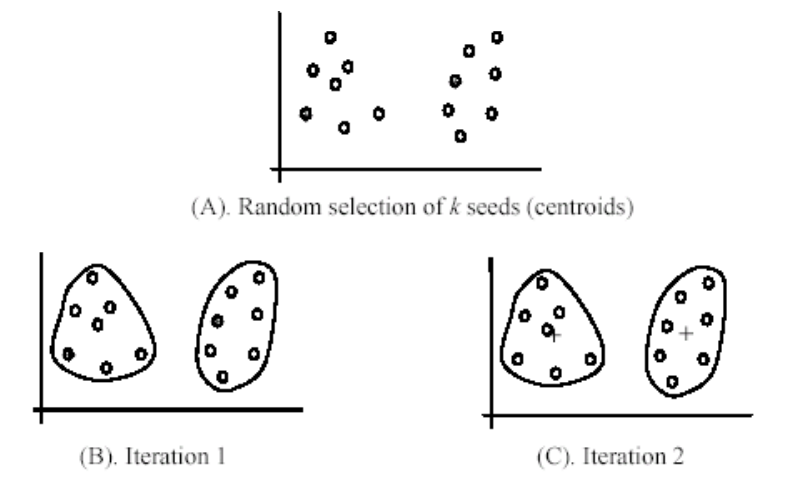 (A). Random selection of k seeds (centroids)
(B). Iteration 1
(C). Iteration 2